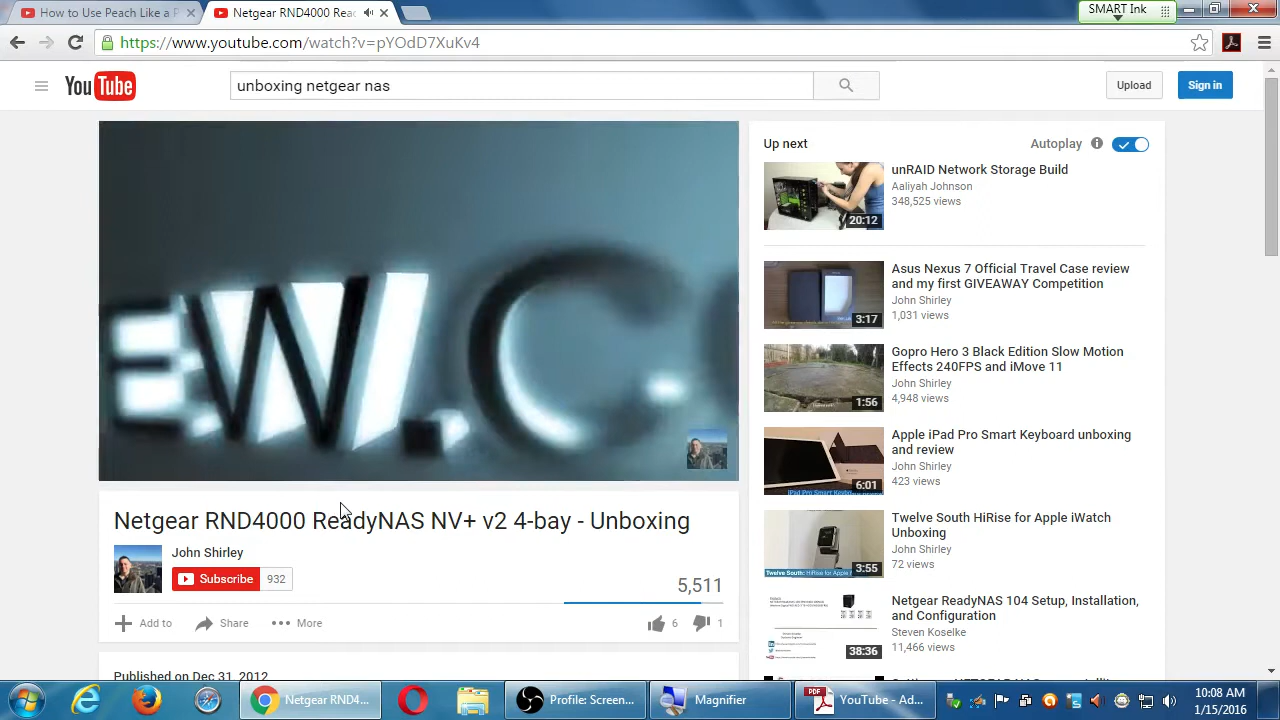 How to Use Peach Like a P
Netgear RND4000 Read
SMART Ink
https://www.youtube.com/watch?v=pYOdD7XuKv4
YouTube
unboxing netgear nas
Upload
Sign in
EW.C
Up next
Autoplay
unRAID Network Storage Build
Aaliyah Johnson
348,525 views
20:12
Asus Nexus 7 Official Travel Case review
and my first GIVEAWAY Competition
John Shirley
1,031 views
3:17
Gopro Hero 3 Black Edition Slow Motion
Effects 240FPS and iMove 11
John Shirley
4,948 views
1:56
Apple iPad Pro Smart Keyboard unboxing
and review
John Shirley
423 views
6:01
Twelve South HiRise for Apple iWatch
Unboxing
John Shirley
72 views
3:55
Netgear ReadyNAS 104 Setup, Installation,
and Configuration
Steven Koselke
11,466 views
38:36
Netgear RND4000 ReadyNAS NV+ v2 4-bay - Unboxing
John Shirley
Subscribe 932
5,511
Add to
Share
More
6
1
Published on Dec 31, 2012
Netgear RND4...
Profile: Screen...
Magnifier
PDF
YouTube - Ad...
10:08 AM
1/15/2016